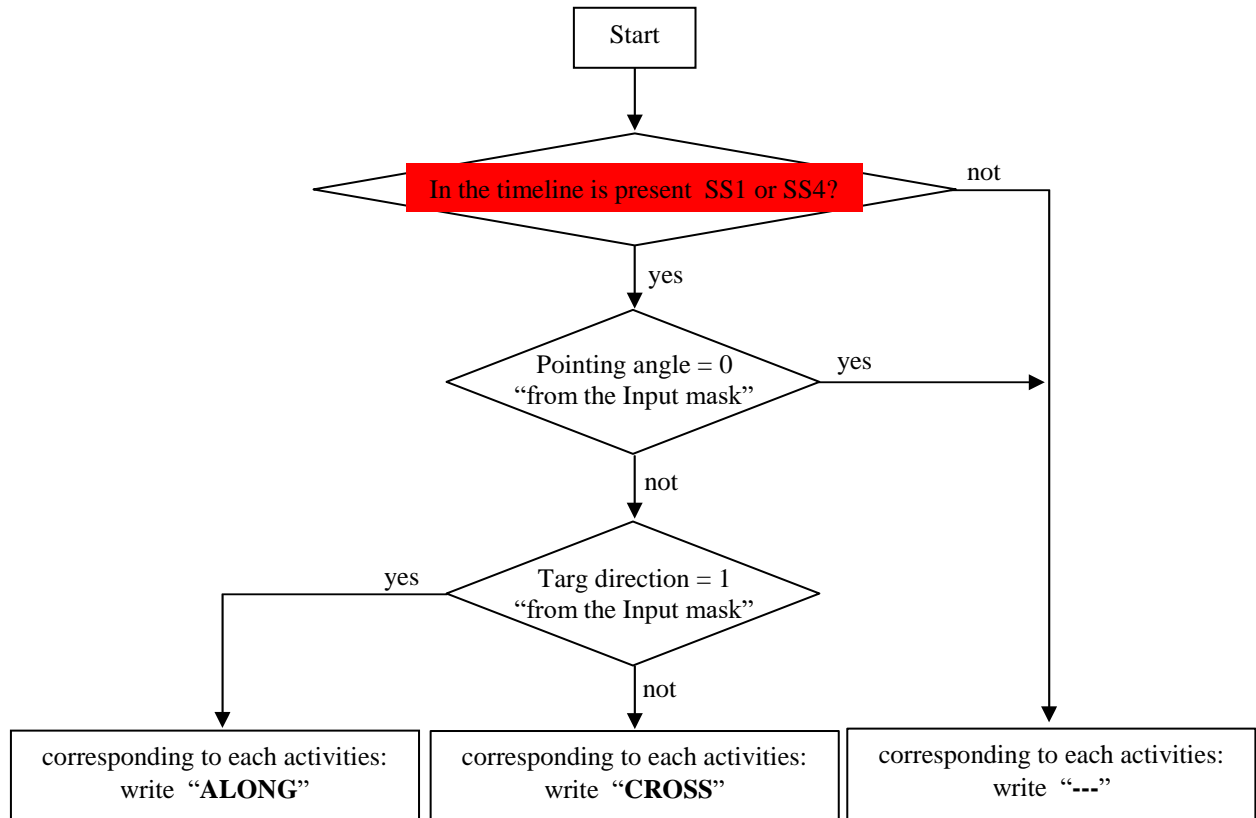 Start
In the timeline is present  SS1 or SS4?
not
yes
Pointing angle = 0
“from the Input mask”
yes
not
yes
Targ direction = 1
“from the Input mask”
not
corresponding to each activities:
write  “ALONG”
corresponding to each activities:
write  “CROSS”
corresponding to each activities:
write  “---”